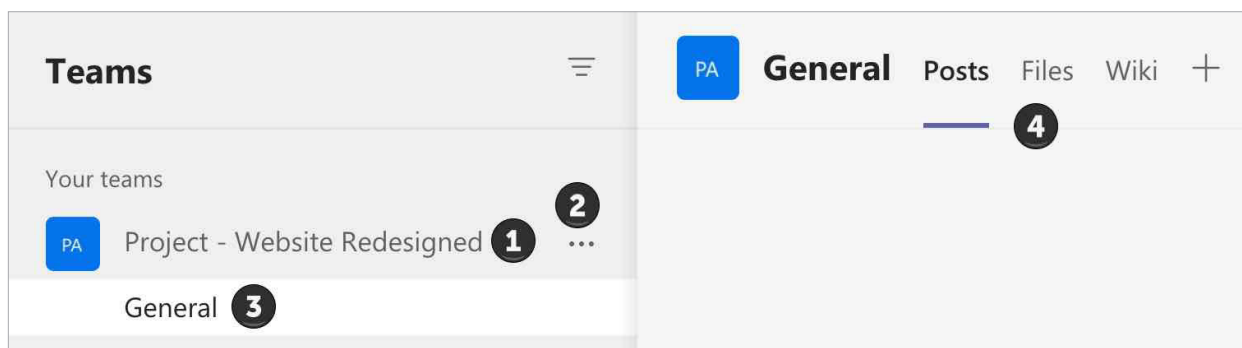 Teams
Your teams
PA Project - Website Redesigned 1 2 ...
General 3
PA General Posts Files Wiki +
4